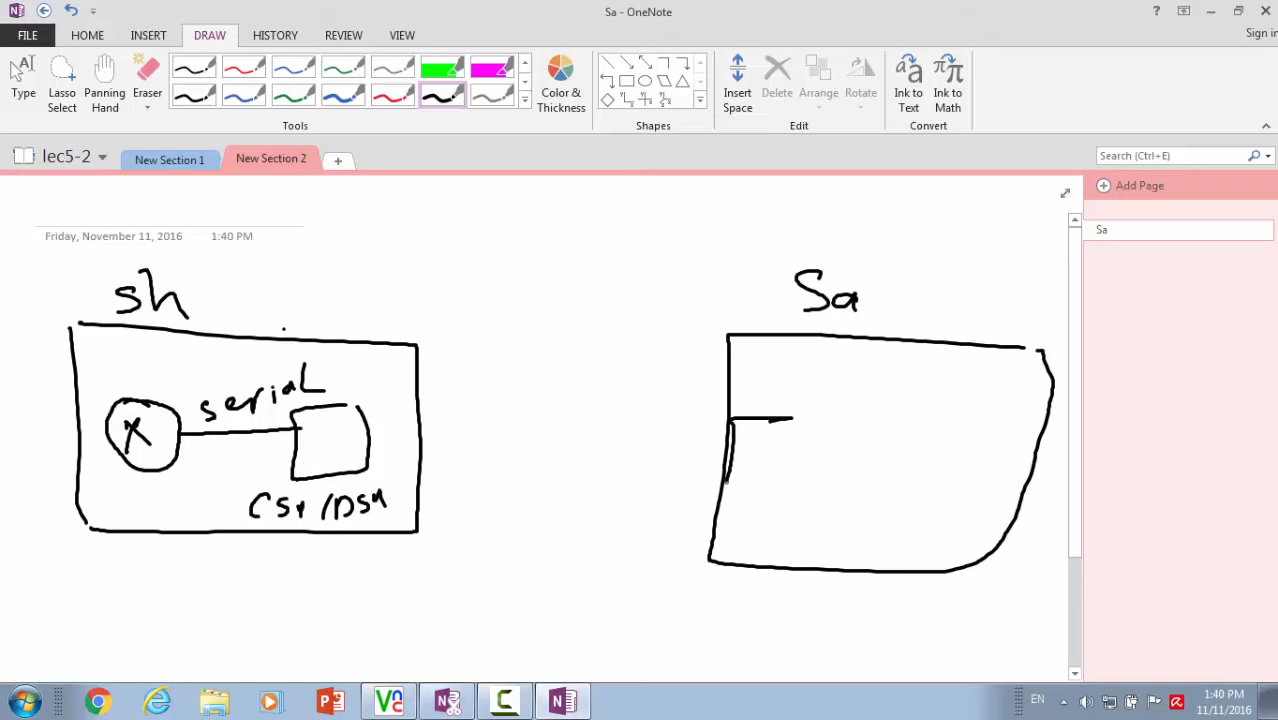 Sa - OneNote
? Sign in
FILE HOME INSERT DRAW HISTORY REVIEW VIEW
Type Lasso Select Panning Hand Eraser Color & Thickness Insert Space Delete Arrange Rotate Ink to Text Ink to Math
Tools Shapes Edit Convert
lec5-2 New Section 1 New Section 2 + Search (Ctrl+E)
Add Page
Sa
Friday, November 11, 2016 1:40 PM
sh Sa
serial
X
CSU/DSU
EN 1:40 PM
11/11/2016